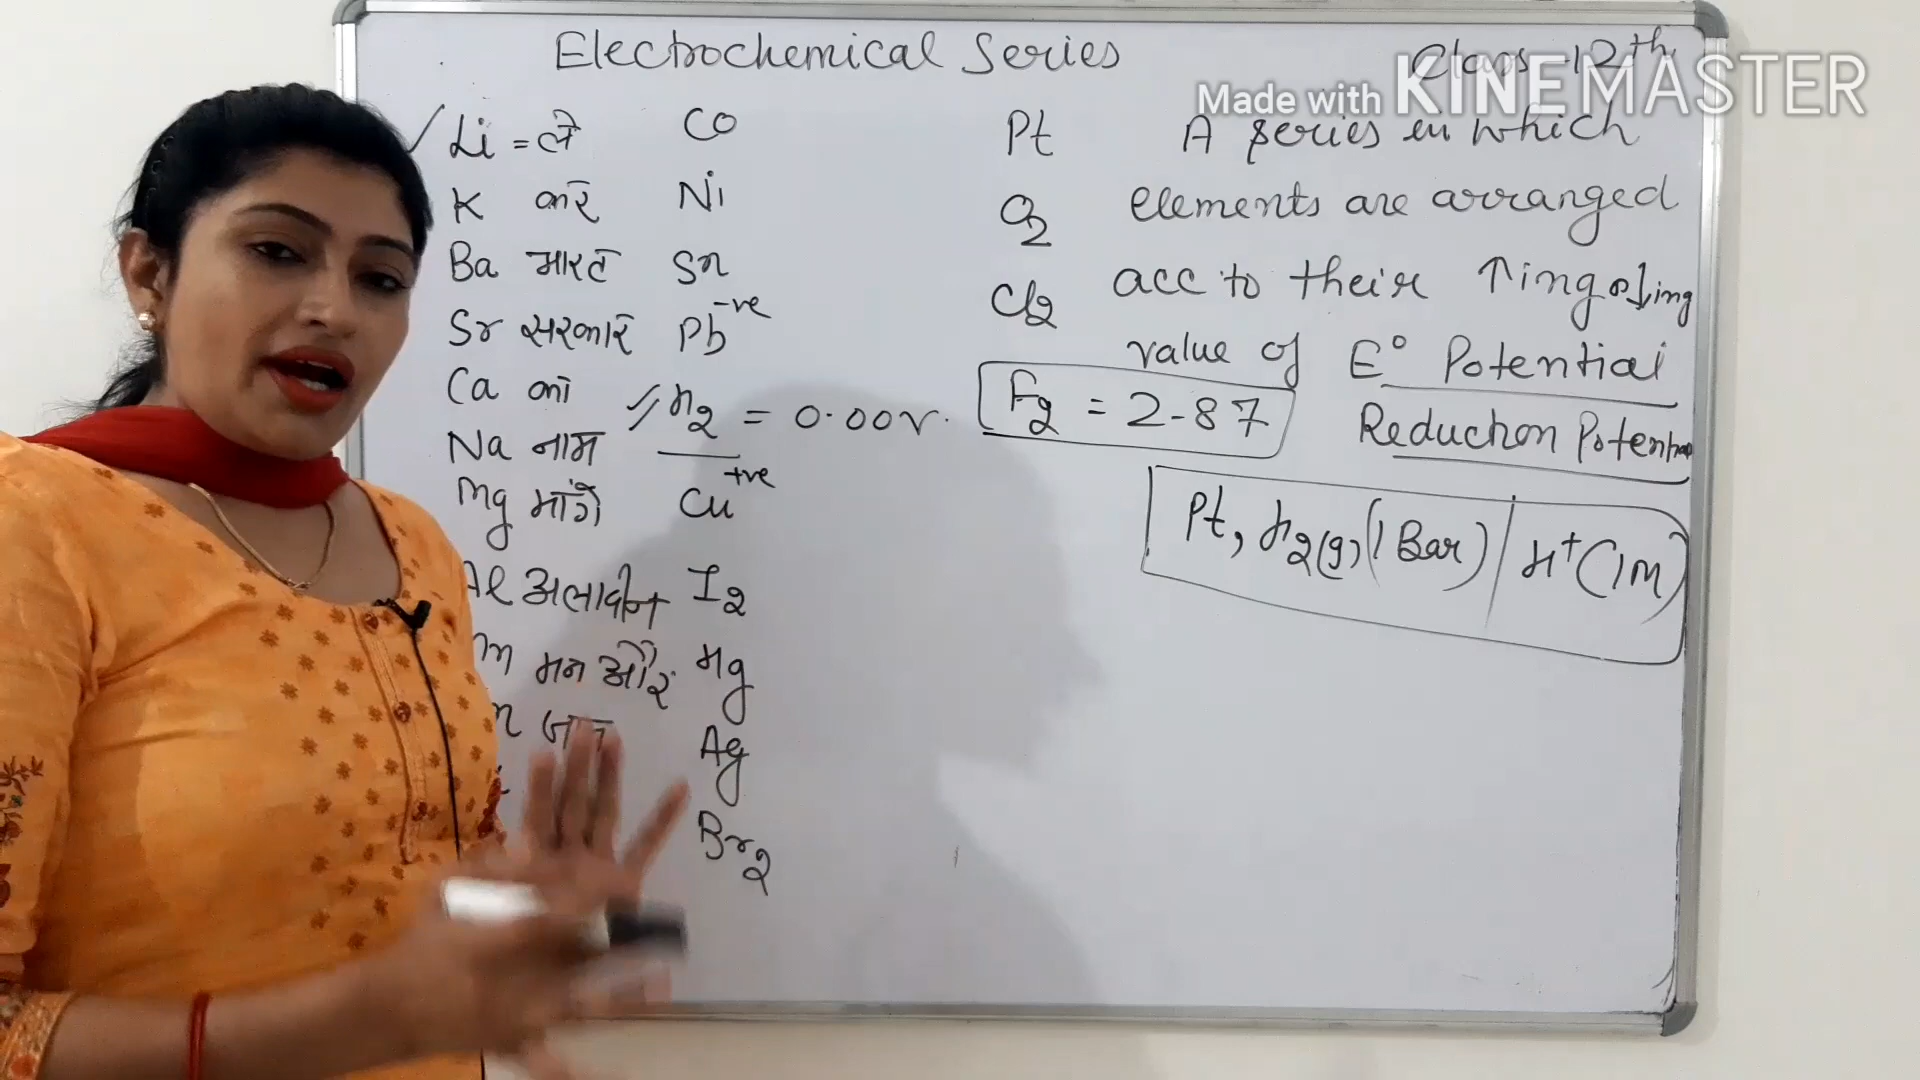 Electrochemical Series
Class-12th
Made with KINEMASTER
Li = ले
K करे
Ba भारत
Sr सरकार
Ca का
Na नाम
Mg मांगे
Al अलादीन
मन और
Co
Ni
Sn
Pb -ve
H2 = 0.00V.
Cu +ve
I2
Hg
Ag
Br2
Pt
O2
Cl2
F2 = 2-87
A series in which
elements are arranged
acc to their ↑ing or ↓ing
value of E° Potential
Reduction Potential
Pt, H2(g)(1 Bar) / H+(1M)